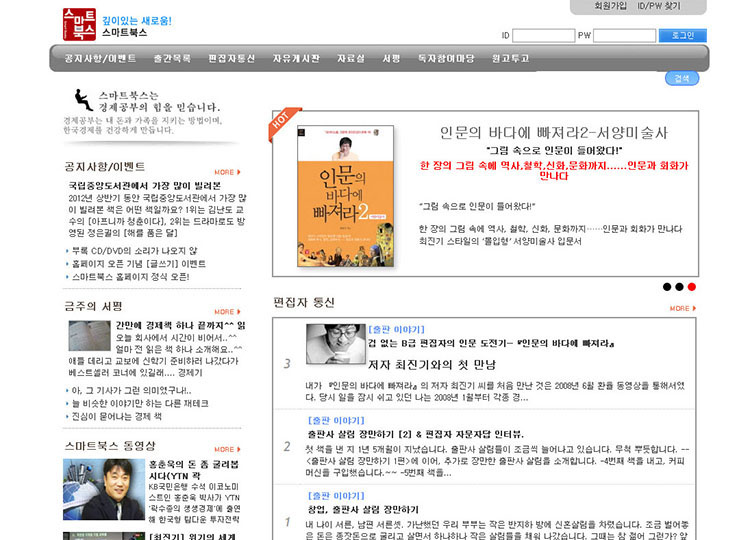 회원가입 ID/PW 찾기
스마트북스
깊이있는 새로움!
스마트북스
ID PW 로그인
공지사항/이벤트 출간목록 편집자통신 자유게시판 자료실 서평 독자참여마당 원고투고
검색
스마트북스는
경제공부의 힘을 믿습니다.
경제공부는 내 돈과 가족을 지키는 방법이며,
한국경제를 건강하게 만듭니다.
공지사항/이벤트 MORE
국립중앙도서관에서 가장 많이 빌려본
2012년 상반기 동안 국립중앙도서관에서 가장 많
이 빌려본 책은 어떤 책일까요? 1위는 김난도 교
수의 [아프니까 청춘이다], 2위는 드라마로도 방
영된 정은궐의 [해를 품은 달]
부록 CD/DVD의 소리가 나오지 않
홈페이지 오픈 기념 [글쓰기] 이벤트
스마트북스 홈페이지 정식 오픈!
금주의 서평 MORE
간만에 경제책 하나 끝까지^^ 읽
오늘 회사에서 시간이 비어서..^^
얼마 전 읽은 책 하나 소개해요..^^
애들 데리고 교보에 신학기 준비하러 나갔다가
베스트셀러 코너에 있길래.... 경제기
아, 그 기사가 그런 의미였구나!..
늘 비슷한 이야기만 하는 다른 재테크
진심이 묻어나는 경제 책
스마트북스 동영상 MORE
홍춘욱의 돈 좀 굴려봅
시다(YTN 곽
KB국민은행 수석 이코노미
스트인 홍춘욱 박사가 YTN
'곽수종의 생생경제'에 출연
해 한국형 탑다운 투자전략
[최진기] 위기의 세계
HOT
인문의
바다에
빠져라2
인문의 바다에 빠져라2-서양미술사
"그림 속으로 인문이 들어왔다!"
한 장의 그림 속에 역사,철학,신화,문화까지......인문과 회화가
만나다
"그림 속으로 인문이 들어왔다!"
한 장의 그림 속에 역사, 철학, 신화, 문화까지……인문과 회화가 만나다
최진기 스타일의 '몰입형' 서양미술사 입문서
편집자 통신 MORE
3
[출판 이야기]
겁 없는 B급 편집자의 인문 도전기-『인문의 바다에 빠져라』
저자 최진기와의 첫 만남
내가 『인문의 바다에 빠져라』의 저자 최진기 씨를 처음 만난 것은 2008년 6월 환율 동영상을 통해서였
다. 당시 일을 잠시 쉬고 있던 나는 2008년 1월부터 각종 경...
2
[출판 이야기]
출판사 살림 장만하기 [2] & 편집자 자문자답 인터뷰.
첫 책을 낸 지 1년 5개월이 지났습니다. 출판사 살림들이 조금씩 늘어나고 있습니다. 무척 뿌듯합니다. --
<출판사 살림 장만하기 1편>에 이어, 추가로 장만한 출판사 살림을 소개합니다. -4번째 책을 내고, 커피
머신을 구입했습니다.~~ -5번째 책을...
1
[출판 이야기]
창업, 출판사 살림 장만하기
내 나이 서른, 남편 서른셋. 가난했던 우리 부부는 작은 반지하 방에 신혼살림을 차렸습니다. 조금 벌어놓
은 돈은 종잣돈으로 굴리고 살면서 하나하나 작은 살림들을 채워 나갔습니다. 그때는 참 젊어 그런가? 앞